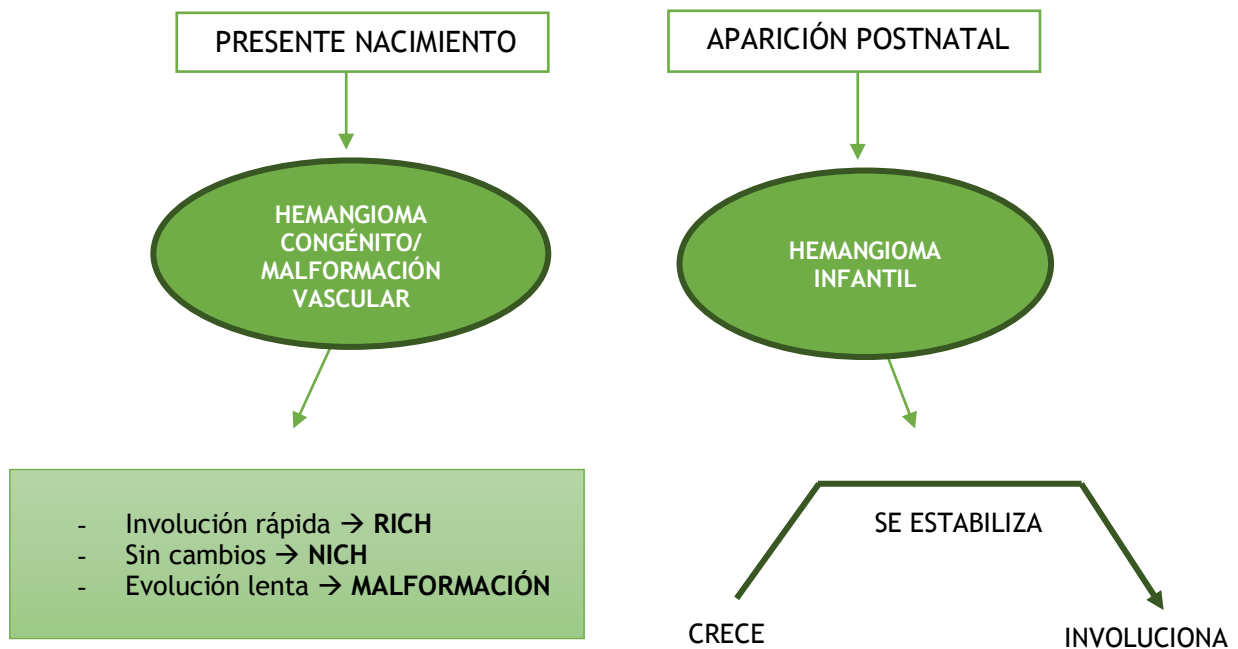 PRESENTE NACIMIENTO
APARICIÓN POSTNATAL
HEMANGIOMA
CONGÉNITO/
MALFORMACIÓN
VASCULAR
HEMANGIOMA
INFANTIL
- Involución rápida → RICH
- Sin cambios → NICH
- Evolución lenta → MALFORMACIÓN
SE ESTABILIZA
CRECE
INVOLUCIONA